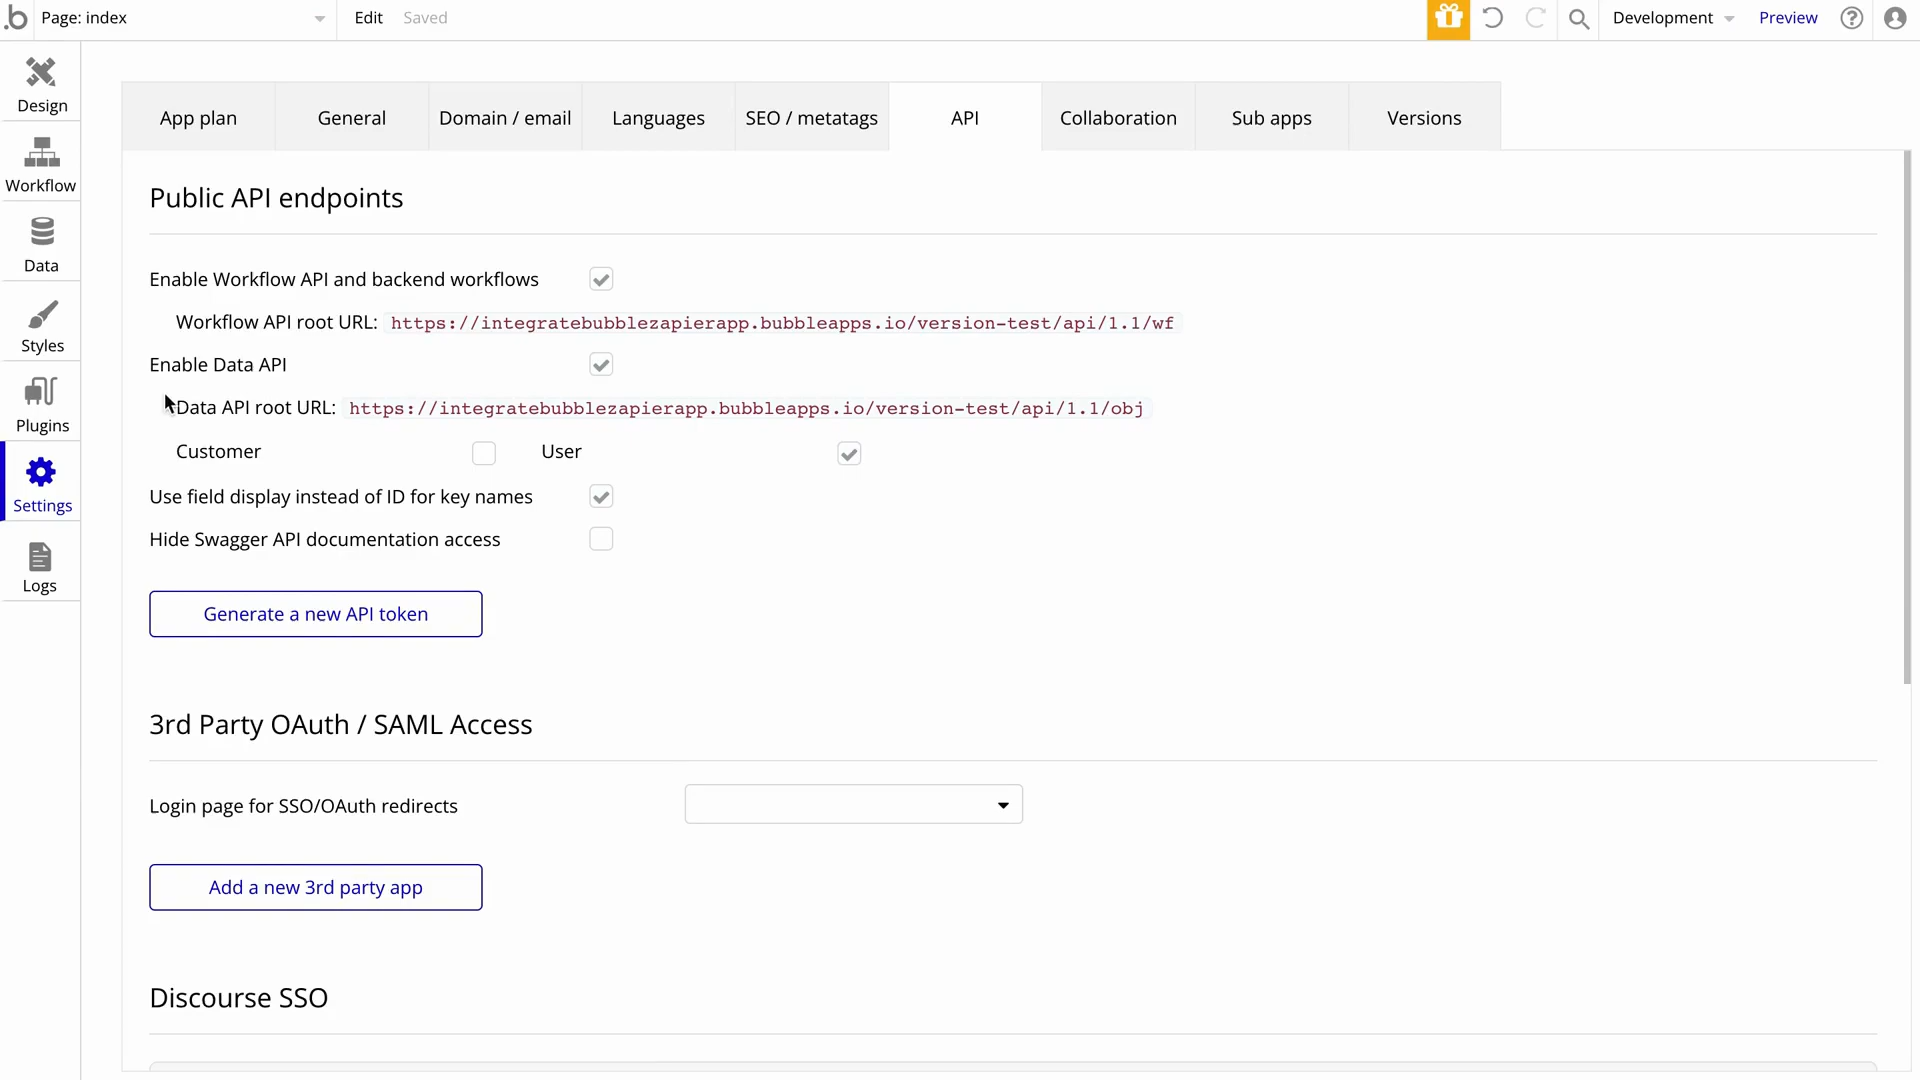 Page: index
Edit
Saved
Development
Preview
Design
Workflow
Data
Styles
Plugins
Settings
Logs
App plan
General
Domain / email
Languages
SEO / metatags
API
Collaboration
Sub apps
Versions
Public API endpoints
Enable Workflow API and backend workflows
Workflow API root URL: https://integratebubblezapierapp.bubbleapps.io/version-test/api/1.1/wf
Enable Data API
Data API root URL: https://integratebubblezapierapp.bubbleapps.io/version-test/api/1.1/obj
Customer
User
Use field display instead of ID for key names
Hide Swagger API documentation access
Generate a new API token
3rd Party OAuth / SAML Access
Login page for SSO/OAuth redirects
Add a new 3rd party app
Discourse SSO